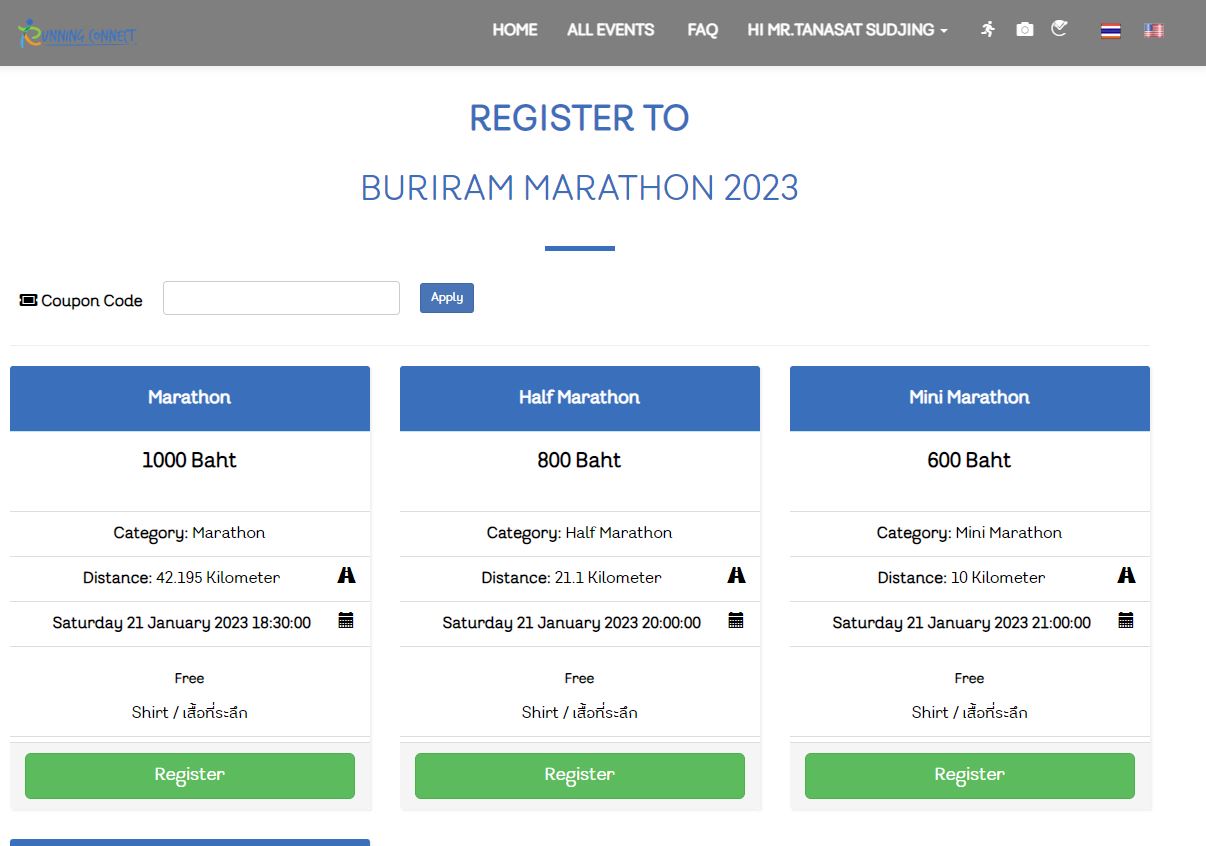 RUNNING CONNECT
HOME ALL EVENTS FAQ HI MR.TANASAT SUDJING
REGISTER TO
BURIRAM MARATHON 2023
Coupon Code Apply
Marathon
1000 Baht
Category: Marathon
Distance: 42.195 Kilometer
Saturday 21 January 2023 18:30:00
Free
Shirt / เสื้อที่ระลึก
Register
Half Marathon
800 Baht
Category: Half Marathon
Distance: 21.1 Kilometer
Saturday 21 January 2023 20:00:00
Free
Shirt / เสื้อที่ระลึก
Register
Mini Marathon
600 Baht
Category: Mini Marathon
Distance: 10 Kilometer
Saturday 21 January 2023 21:00:00
Free
Shirt / เสื้อที่ระลึก
Register